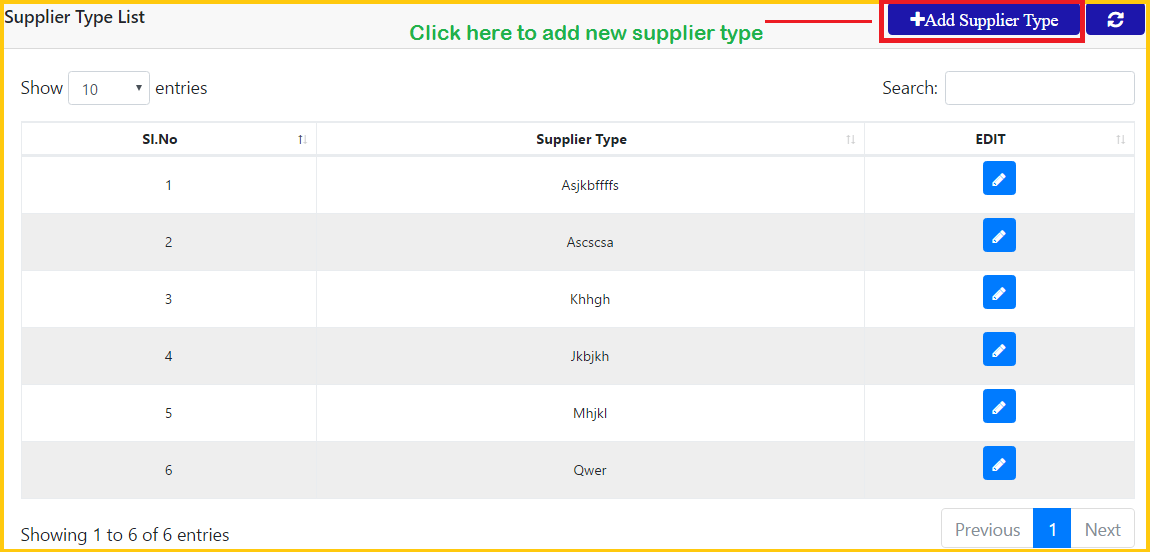 Supplier Type List
Click here to add new supplier type
Add Supplier Type
Show 10 entries
Search:
Sl.No Supplier Type EDIT
1 Asjkbffffs
2 Ascscsa
3 Khhgh
4 Jkbjkh
5 Mhjkl
6 Qwer
Showing 1 to 6 of 6 entries
Previous 1 Next